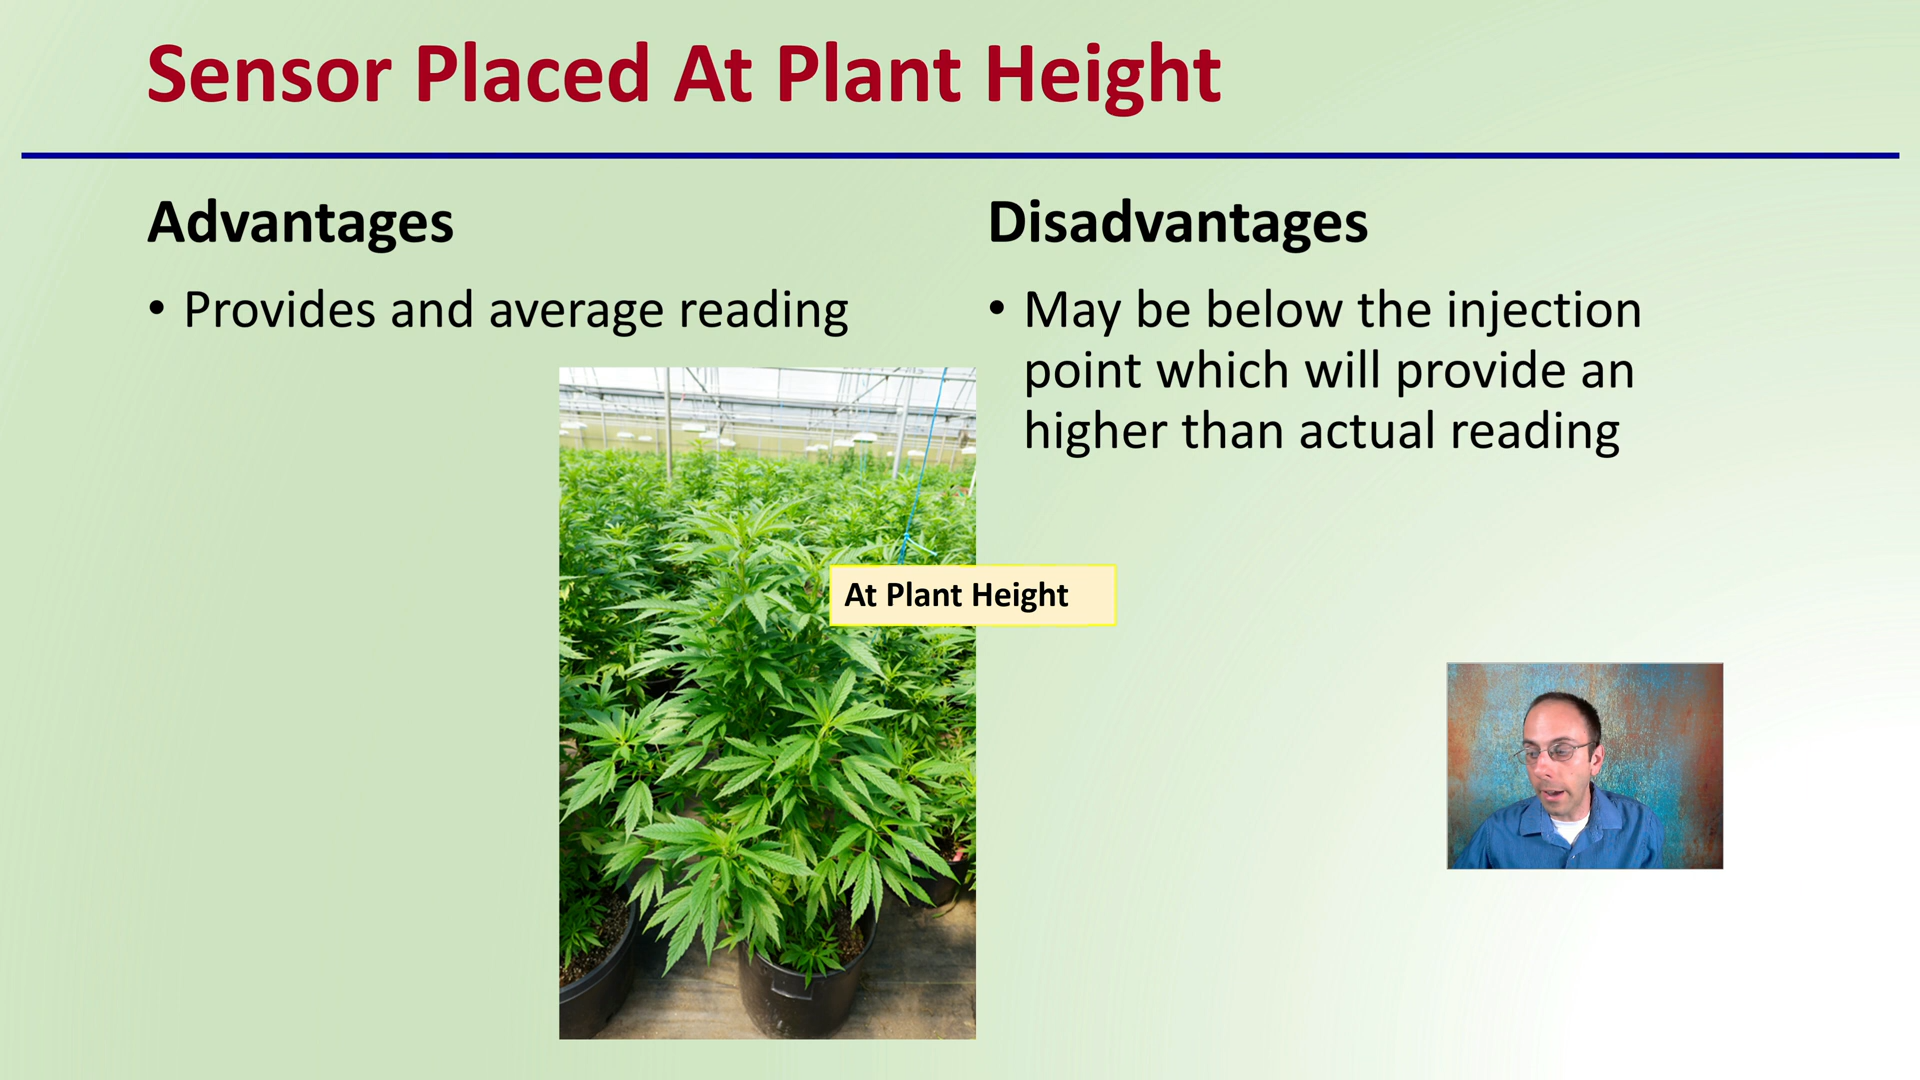 Sensor Placed At Plant Height
Advantages
• Provides and average reading
Disadvantages
• May be below the injection
point which will provide an
higher than actual reading
At Plant Height